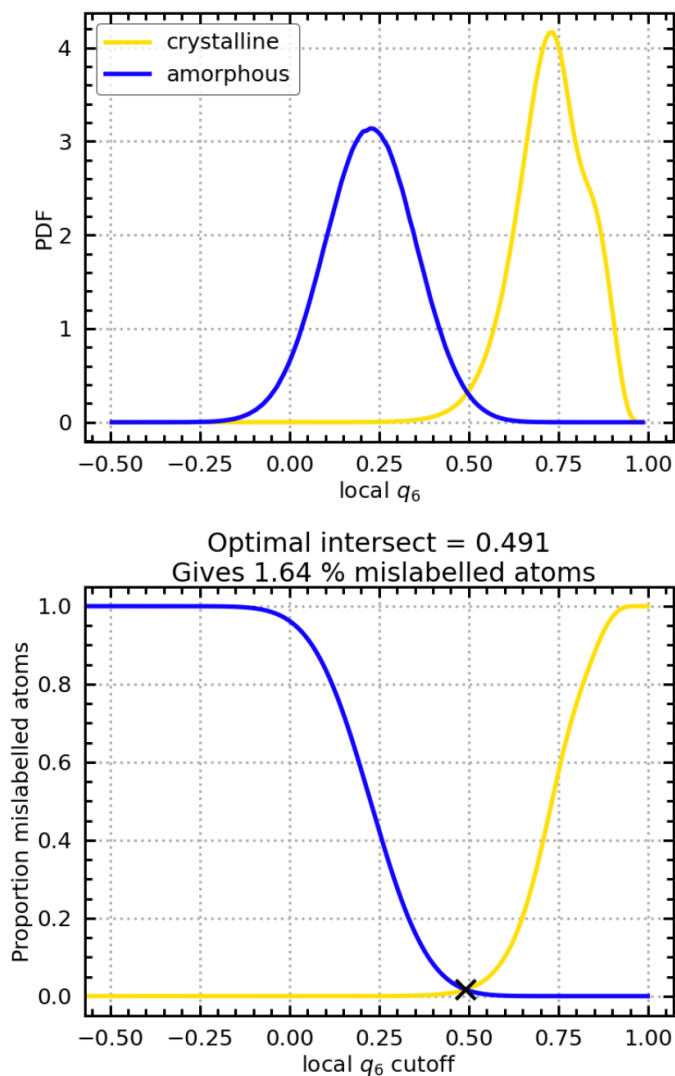 4
3
2
1
0
PDF
crystalline
amorphous
−0.50 −0.25 0.00 0.25 0.50 0.75 1.00
local q6
Optimal intersect = 0.491
Gives 1.64 % mislabelled atoms
1.0
0.8
0.6
0.4
0.2
0.0
Proportion mislabelled atoms
−0.50 −0.25 0.00 0.25 0.50 0.75 1.00
local q6 cutoff